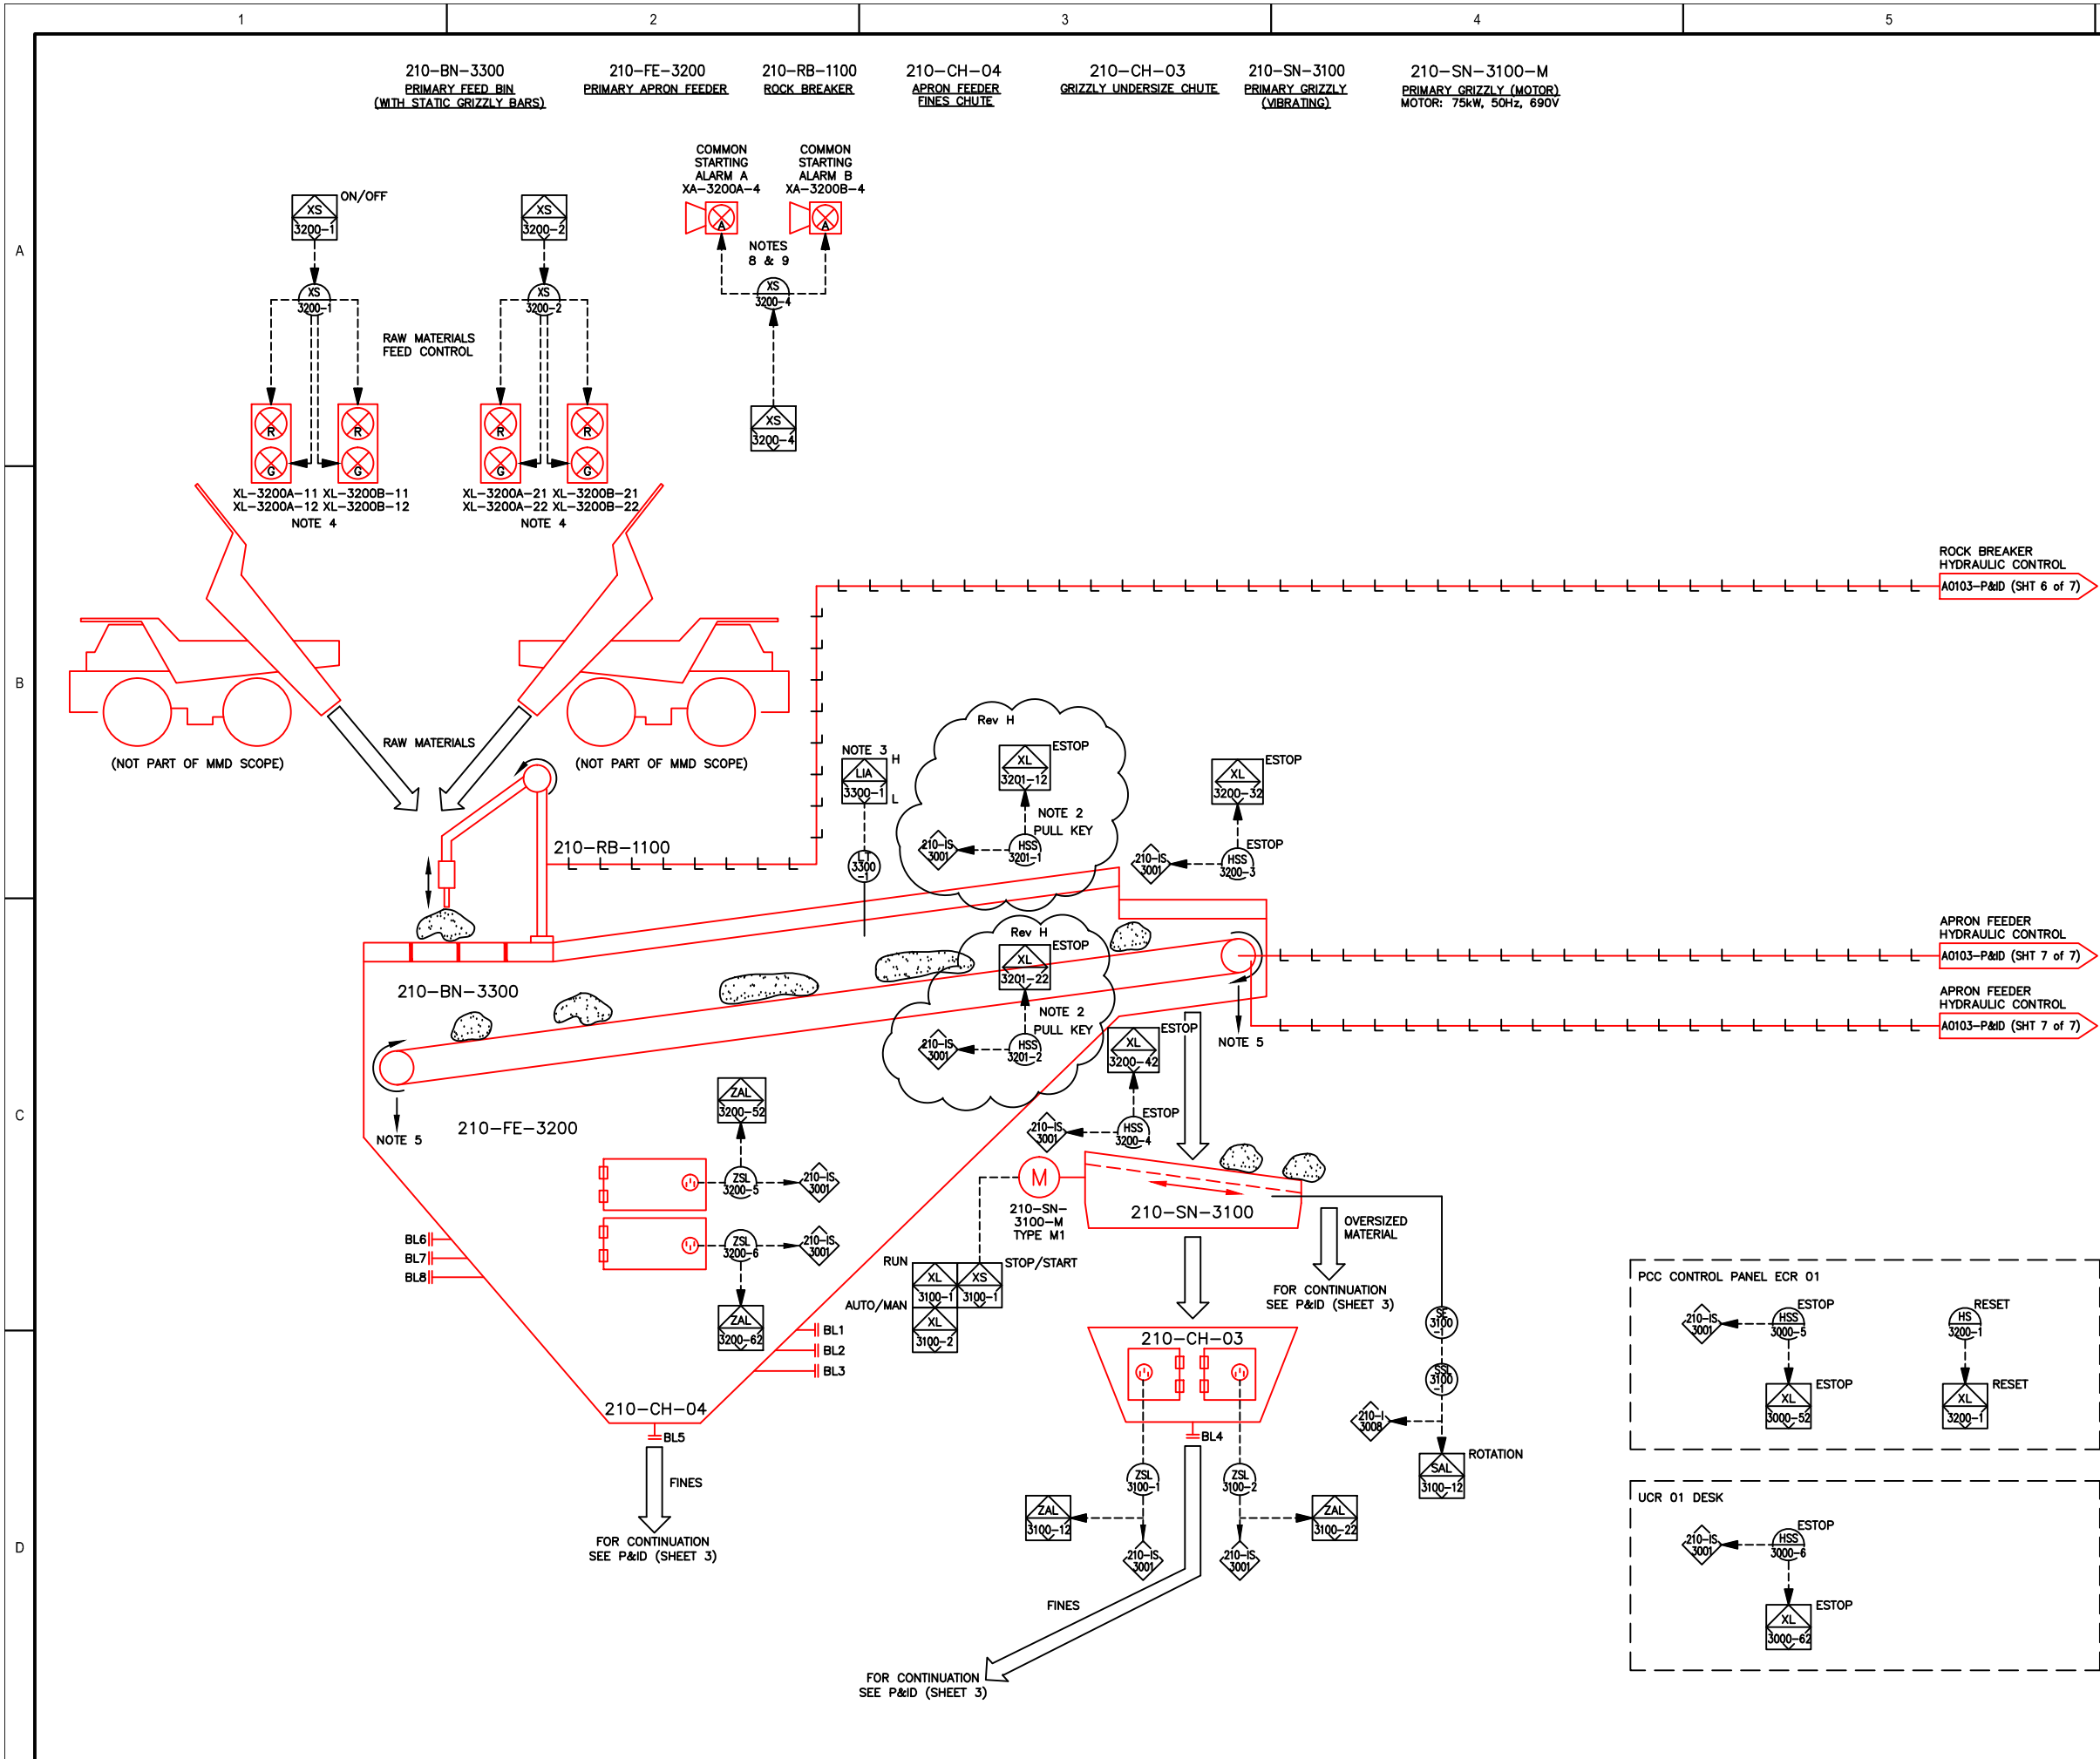 1
2
3
4
5
A
B
C
D
210-BN-3300
PRIMARY FEED BIN
(WITH STATIC GRIZZLY BARS)
210-FE-3200
PRIMARY APRON FEEDER
210-RB-1100
ROCK BREAKER
210-CH-04
APRON FEEDER
FINES CHUTE
210-CH-03
GRIZZLY UNDERSIZE CHUTE
210-SN-3100
PRIMARY GRIZZLY
(VIBRATING)
210-SN-3100-M
PRIMARY GRIZZLY (MOTOR)
MOTOR: 75kW, 50Hz, 690V
XS
3200-1
ON/OFF
XS
3200-1
XS
3200-2
XS
3200-2
COMMON
STARTING
ALARM A
XA-3200A-4
COMMON
STARTING
ALARM B
XA-3200B-4
A
A
NOTES
8 & 9
XS
3200-4
XS
3200-4
RAW MATERIALS
FEED CONTROL
R
G
R
G
R
G
R
G
XL-3200A-11 XL-3200B-11
XL-3200A-12 XL-3200B-12
NOTE 4
XL-3200A-21 XL-3200B-21
XL-3200A-22 XL-3200B-22
NOTE 4
ROCK BREAKER
HYDRAULIC CONTROL
A0103-P&ID (SHT 6 of 7)
(NOT PART OF MMD SCOPE)
RAW MATERIALS
(NOT PART OF MMD SCOPE)
210-RB-1100
NOTE 3
LIA
3300-1
H
L
LT
3300
-1
Rev H
XL
3201-12
ESTOP
NOTE 2
PULL KEY
HSS
3201-1
210-IS
3001
XL
3200-32
ESTOP
ESTOP
HSS
3200-3
210-IS
3001
Rev H
XL
3201-22
ESTOP
NOTE 2
PULL KEY
HSS
3201-2
210-IS
3001
210-BN-3300
APRON FEEDER
HYDRAULIC CONTROL
A0103-P&ID (SHT 7 of 7)
APRON FEEDER
HYDRAULIC CONTROL
A0103-P&ID (SHT 7 of 7)
NOTE 5
NOTE 5
210-FE-3200
XL
3200-42
ESTOP
ESTOP
HSS
3200-4
210-IS
3001
ZAL
3200-52
ZSL
3200-5
210-IS
3001
ZSL
3200-6
210-IS
3001
ZAL
3200-62
M
210-SN-
3100-M
TYPE M1
210-SN-3100
OVERSIZED
MATERIAL
FOR CONTINUATION
SEE P&ID (SHEET 3)
RUN
XL
3100-1
XS
3100-1
STOP/START
AUTO/MAN
XL
3100-2
BL6
BL7
BL8
BL1
BL2
BL3
210-CH-04
BL5
FINES
FOR CONTINUATION
SEE P&ID (SHEET 3)
210-CH-03
BL4
ZSL
3100-1
ZSL
3100-2
ZAL
3100-12
ZAL
3100-22
210-IS
3001
210-IS
3001
FINES
FOR CONTINUATION
SEE P&ID (SHEET 3)
SE
3100
-1
SSL
3100
-1
210-I
3008
SAL
3100-12
ROTATION
PCC CONTROL PANEL ECR 01
210-IS
3001
HSS
3000-5
ESTOP
XL
3000-52
ESTOP
HS
3200-1
RESET
XL
3200-1
RESET
UCR 01 DESK
210-IS
3001
HSS
3000-6
ESTOP
XL
3000-62
ESTOP